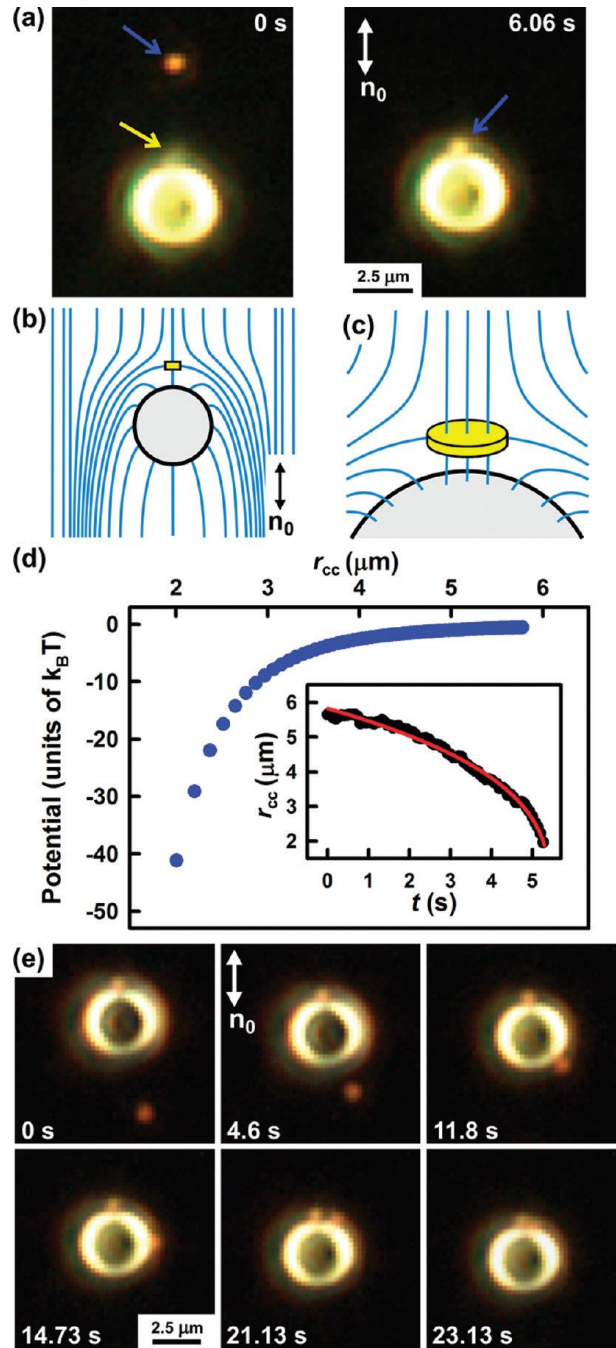 (a)
0 s
6.06 s
n0
2.5 μm
(b)
(c)
n0
(d)
rcc (μm)
2 3 4 5 6
Potential (units of kBT)
0
-10
-20
-30
-40
-50
rcc (μm)
6
5
4
3
2
0 1 2 3 4 5
t (s)
(e)
n0
0 s
4.6 s
11.8 s
14.73 s
2.5 μm
21.13 s
23.13 s